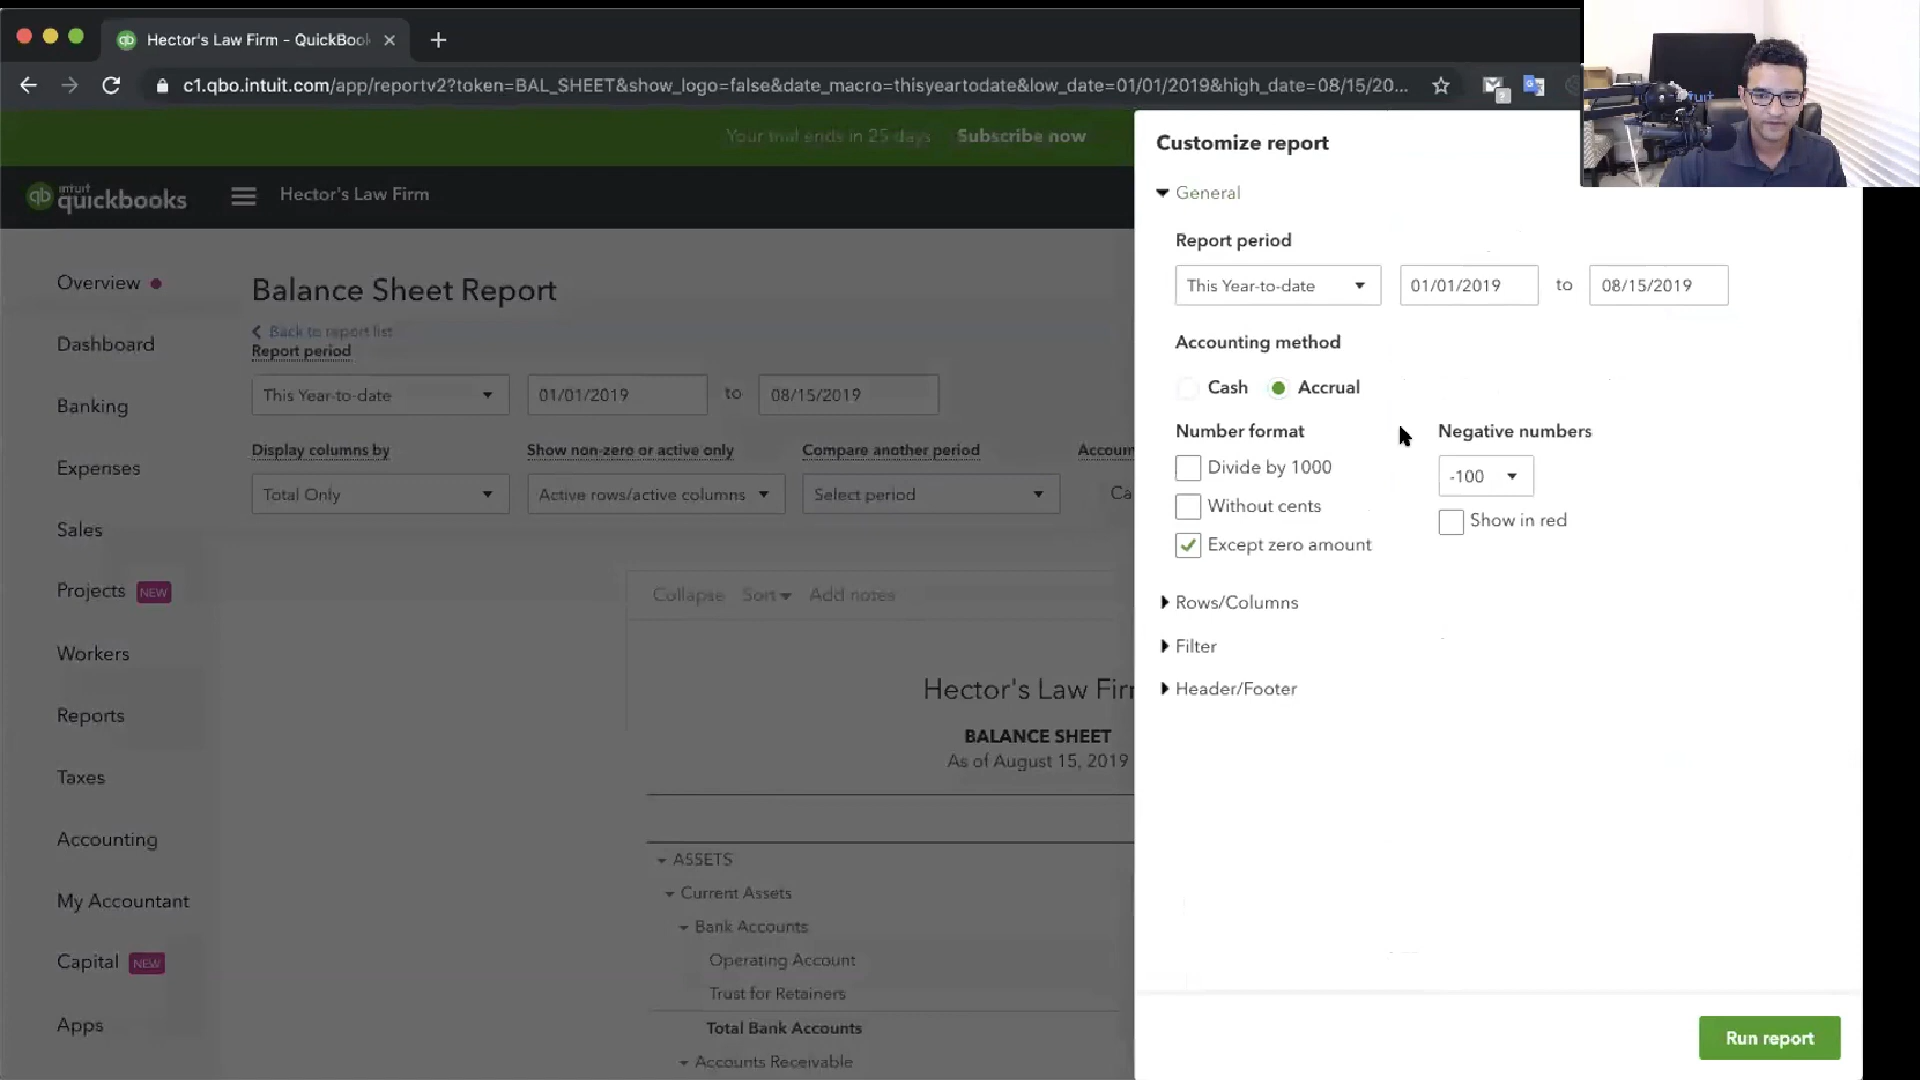 Hector's Law Firm - QuickBool
c1.qbo.intuit.com/app/reportv2?token=BAL_SHEET&show_logo=false&date_macro=thisyeartodate&low_date=01/01/2019&high_date=08/15/20...
Your trial ends in 25 days Subscribe now
qb intuit quickbooks
Hector's Law Firm
Overview
Dashboard
Banking
Expenses
Sales
Projects NEW
Workers
Reports
Taxes
Accounting
My Accountant
Capital NEW
Apps
Balance Sheet Report
Back to report list
Report period
This Year-to-date 01/01/2019 to 08/15/2019
Display columns by Show non-zero or active only Compare another period Accoun
Total Only Active rows/active columns Select period Ca
Collapse Sort Add notes
Hector's Law Fir
BALANCE SHEET
As of August 15, 2019
ASSETS
Current Assets
Bank Accounts
Operating Account
Trust for Retainers
Total Bank Accounts
Accounts Receivable
Customize report
General
Report period
This Year-to-date 01/01/2019 to 08/15/2019
Accounting method
Cash Accrual
Number format Negative numbers
Divide by 1000 -100
Without cents Show in red
Except zero amount
Rows/Columns
Filter
Header/Footer
Run report